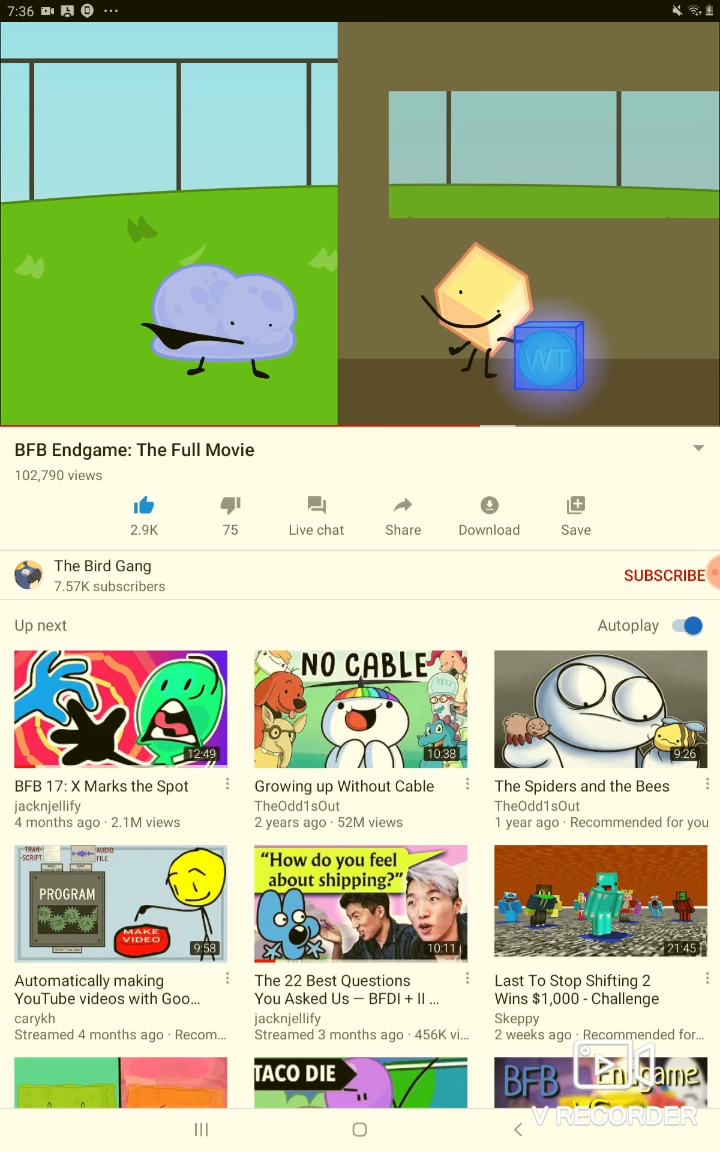 7:36
WT
BFB Endgame: The Full Movie
102,790 views
2.9K
75
Live chat
Share
Download
Save
The Bird Gang
7.57K subscribers
SUBSCRIBE
Up next
Autoplay
12:49
NO CABLE
10:38
9:26
BFB 17: X Marks the Spot
jacknjellify
4 months ago · 2.1M views
Growing up Without Cable
TheOdd1sOut
2 years ago · 52M views
The Spiders and the Bees
TheOdd1sOut
1 year ago · Recommended for you
TRAN-
-SCRIPT
AUDIO
FILE
PROGRAM
MAKE
VIDEO
9:58
"How do you feel
about shipping?"
10:11
21:45
Automatically making
YouTube videos with Goo...
carykh
Streamed 4 months ago · Recom...
The 22 Best Questions
You Asked Us — BFDI + II ...
jacknjellify
Streamed 3 months ago · 456K vi...
Last To Stop Shifting 2
Wins $1,000 - Challenge
Skeppy
2 weeks ago · Recommended for...
TACO DIE
BFB Endgame
V RECORDER